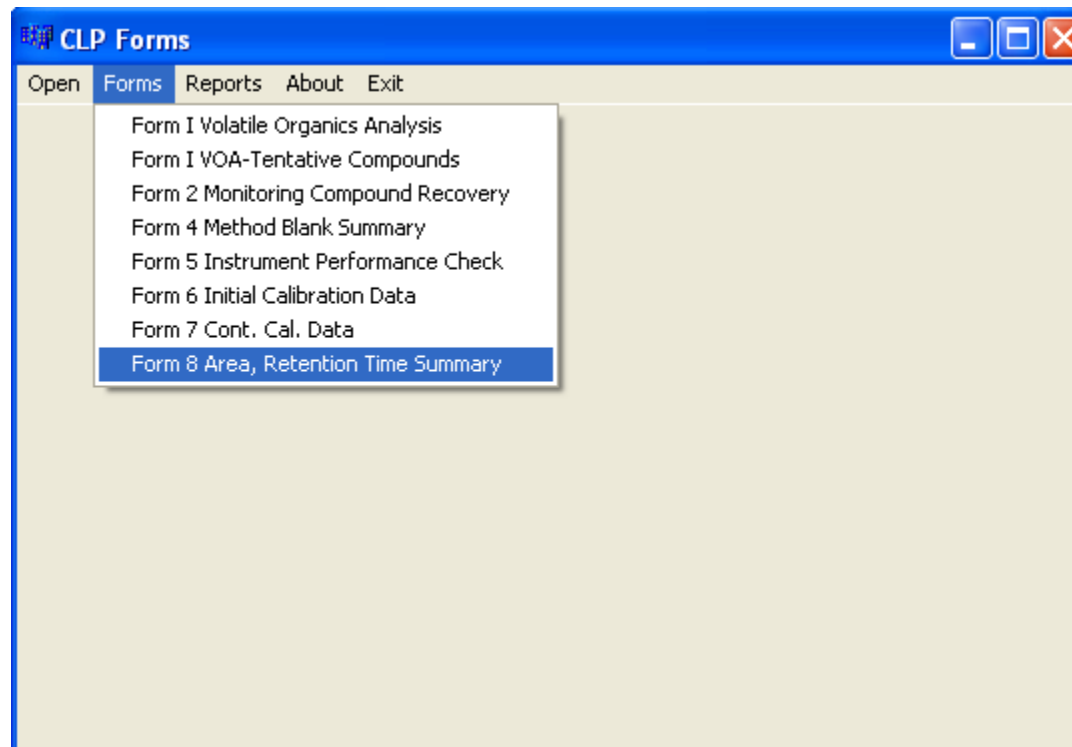 CLP Forms
Open Forms Reports About Exit
Form I Volatile Organics Analysis
Form I VOA-Tentative Compounds
Form 2 Monitoring Compound Recovery
Form 4 Method Blank Summary
Form 5 Instrument Performance Check
Form 6 Initial Calibration Data
Form 7 Cont. Cal. Data
Form 8 Area, Retention Time Summary